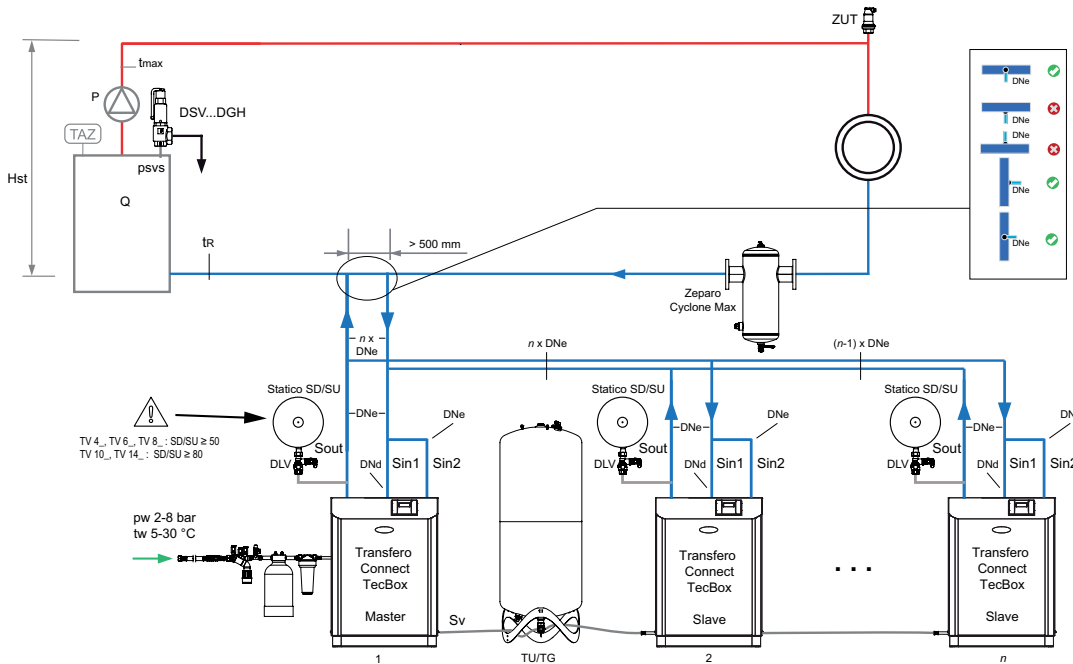 ZUT
tmax
P
DSV...DGH
TAZ
psvs
Hst
Q
tR
> 500 mm
DNe
DNe
DNe
DNe
DNe
Zeparo
Cyclone Max
n x
DNe
n x DNe
(n-1) x DNe
Statico SD/SU
Statico SD/SU
Statico SD/SU
TV 4_, TV 6_, TV 8_ : SD/SU ≥ 50
TV 10_, TV 14_ : SD/SU ≥ 80
DNe
DNe
DNe
DNe
DNe
Sout
Sout
Sout
DLV
DNd
Sin1
Sin2
DLV
DNd
Sin1
Sin2
DLV
DNd
Sin1
Sin2
pw 2-8 bar
tw 5-30 °C
Transfero
Connect
TecBox
Master
Transfero
Connect
TecBox
Slave
. . .
Transfero
Connect
TecBox
Slave
Sv
1
TU/TG
2
n